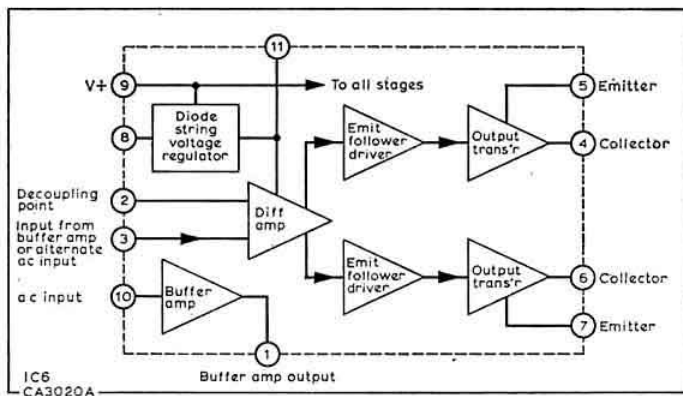 11
V+
9
To all stages
5
Emitter
8
Diode
string
voltage
regulator
Emit
follower
driver
Output
trans'r
4
Collector
Decoupling
point
2
Input from
buffer amp
or alternate
ac input
3
Diff
amp
Emit
follower
driver
Output
trans'r
6
Collector
ac input
10
Buffer
amp
7
Emitter
1
Buffer amp output
IC6
CA3020A